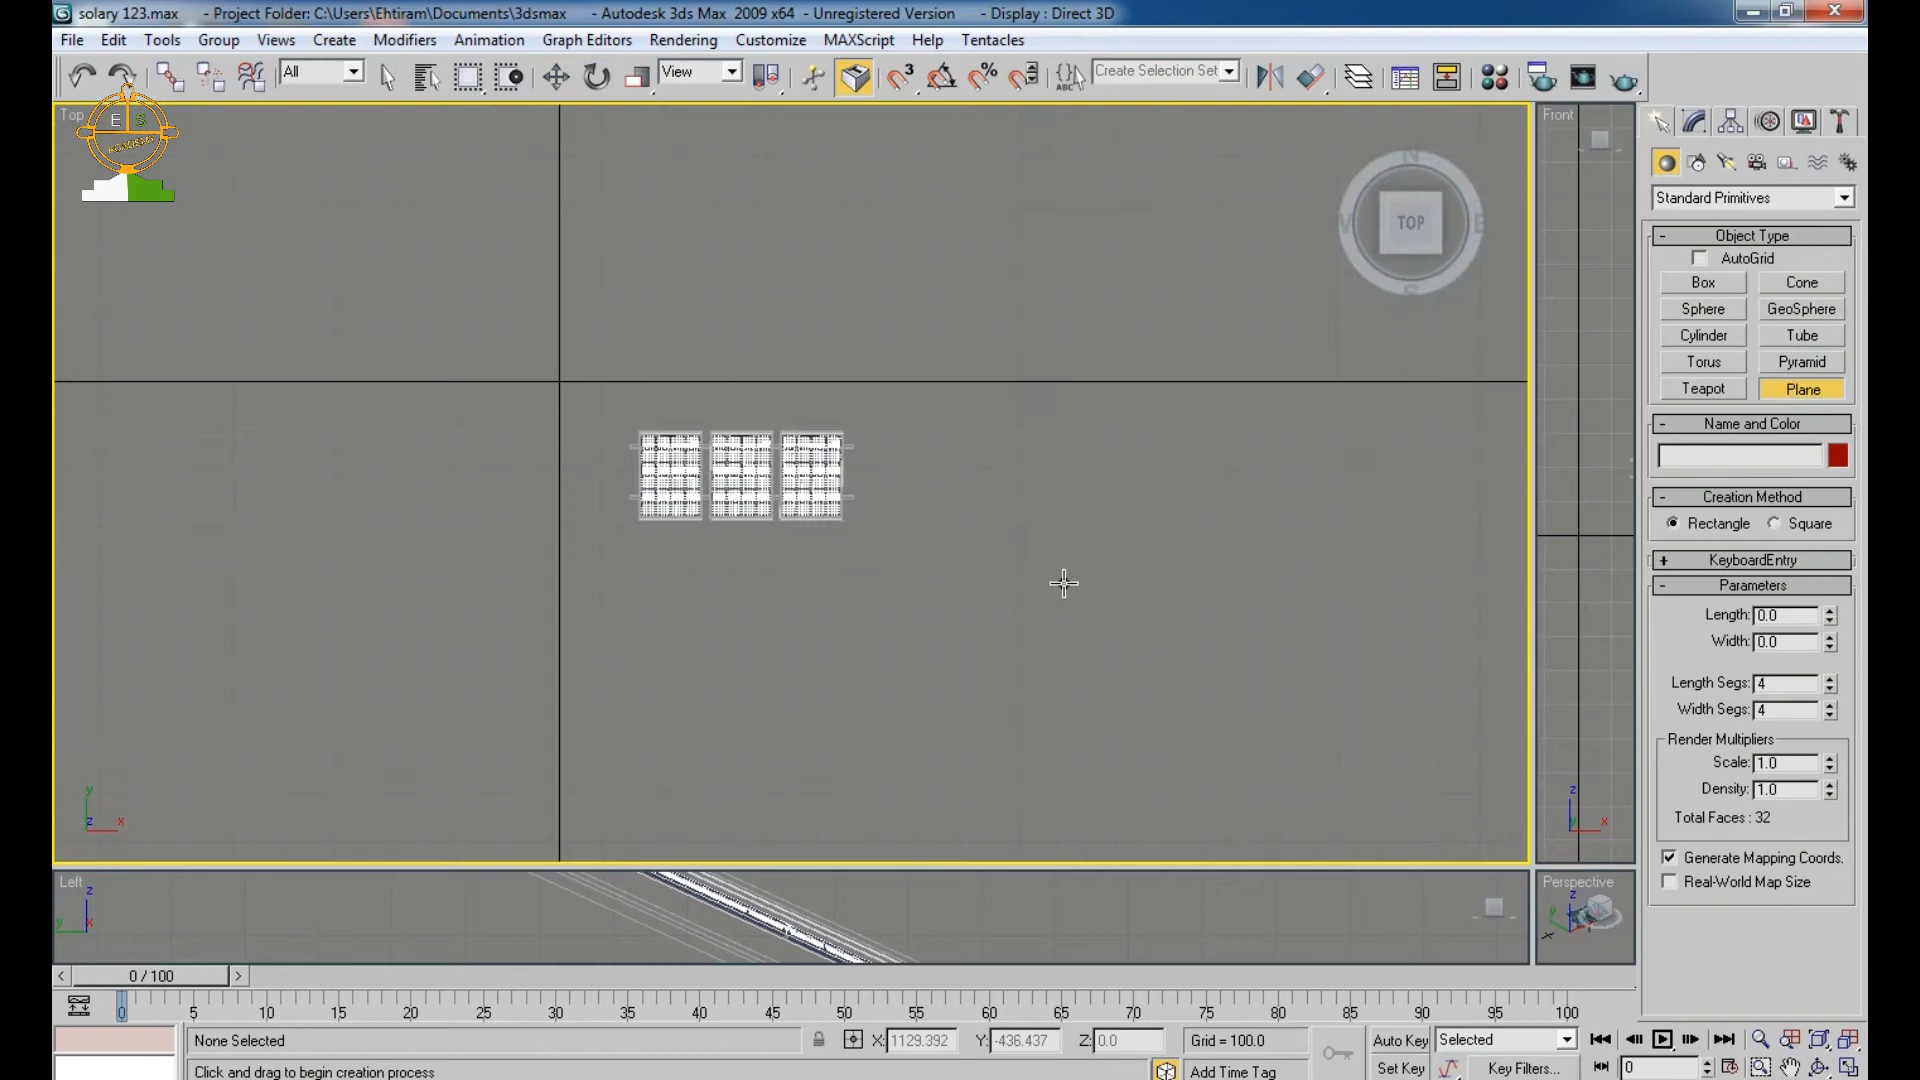 solary 123.max - Project Folder: C:\Users\Ehtiram\Documents\3dsmax - Autodesk 3ds Max 2009 x64 - Unregistered Version - Display : Direct 3D
File Edit Tools Group Views Create Modifiers Animation Graph Editors Rendering Customize MAXScript Help Tentacles
All View ABC Create Selection Set
Top
E S
ACADEMY
N
TOP
E
S
Front
Standard Primitives
- Object Type
AutoGrid
Box Cone
Sphere GeoSphere
Cylinder Tube
Torus Pyramid
Teapot Plane
- Name and Color
- Creation Method
Rectangle Square
+ KeyboardEntry
- Parameters
Length: 0.0
Width: 0.0
Length Segs: 4
Width Segs: 4
Render Multipliers
Scale: 1.0
Density: 1.0
Total Faces : 32
Generate Mapping Coords.
Real-World Map Size
y
z x
z
y x
Left
z
y x
Perspective
z
y
x
< 0 / 100 >
0 5 10 15 20 25 30 35 40 45 50 55 60 65 70 75 80 85 90 95 100
None Selected X: 1129.392 Y: -436.437 Z: 0.0 Grid = 100.0 Auto Key Selected
Click and drag to begin creation process Add Time Tag Set Key Key Filters... 0